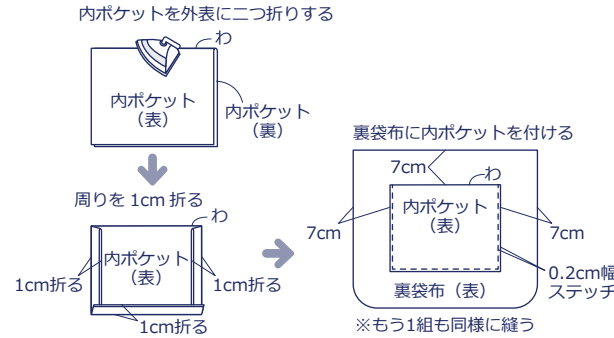 内ポケットを外表に二つ折りする
わ
内ポケット
（表）
内ポケット
（裏）
周りを 1cm 折る
わ
内ポケット
（表）
1cm折る
1cm折る
1cm折る
裏袋布に内ポケットを付ける
7cm
わ
内ポケット
（表）
7cm
7cm
0.2cm幅
ステッチ
裏袋布（表）
※もう1組も同様に縫う